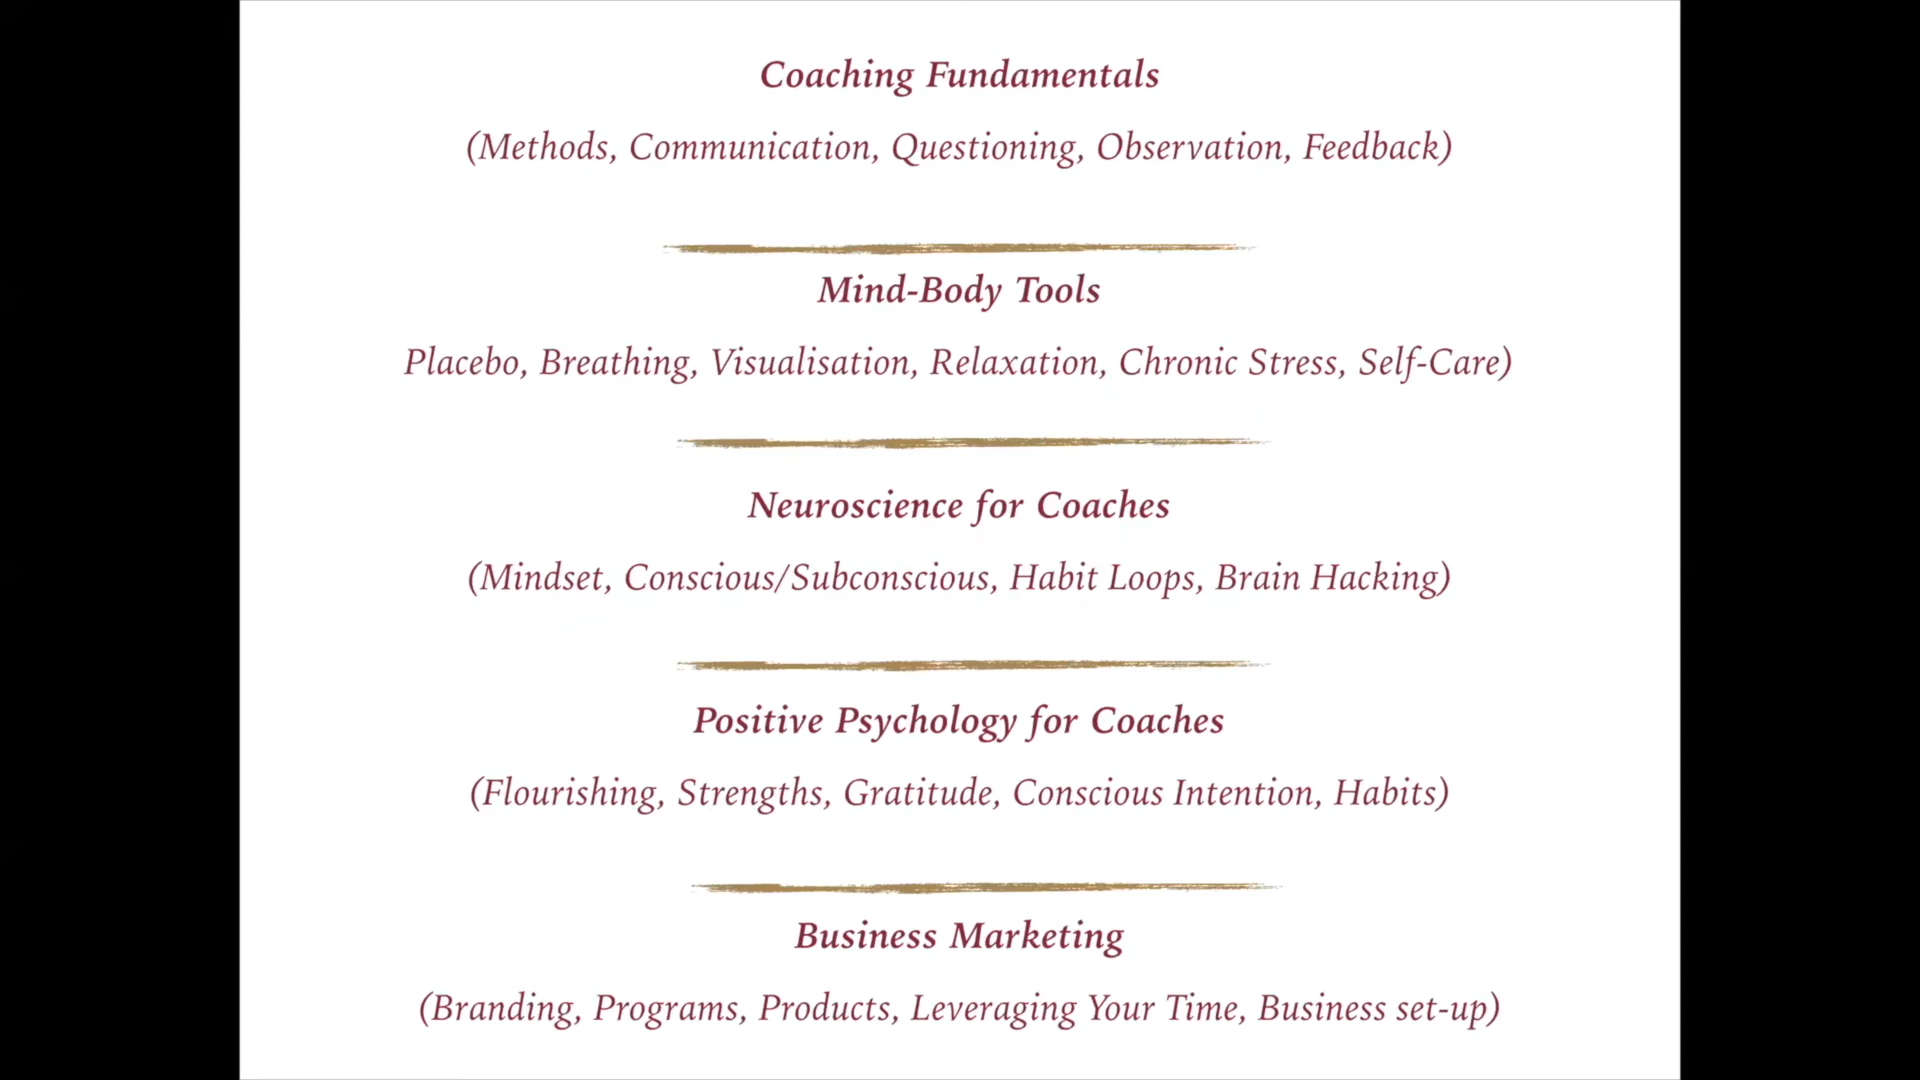 Coaching Fundamentals
(Methods, Communication, Questioning, Observation, Feedback)
Mind-Body Tools
Placebo, Breathing, Visualisation, Relaxation, Chronic Stress, Self-Care)
Neuroscience for Coaches
(Mindset, Conscious/Subconscious, Habit Loops, Brain Hacking)
Positive Psychology for Coaches
(Flourishing, Strengths, Gratitude, Conscious Intention, Habits)
Business Marketing
(Branding, Programs, Products, Leveraging Your Time, Business set-up)